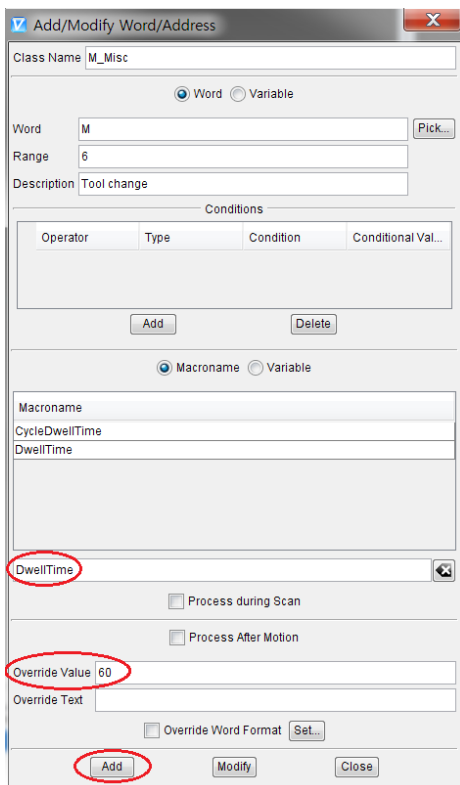 Add/Modify Word/Address
Class Name M_Misc
Word Variable
Word M Pick...
Range 6
Description Tool change
Conditions
Operator Type Condition Conditional Val...
Add Delete
Macroname Variable
Macroname
CycleDwellTime
DwellTime
DwellTime
Process during Scan
Process After Motion
Override Value 60
Override Text
Override Word Format Set...
Add Modify Close